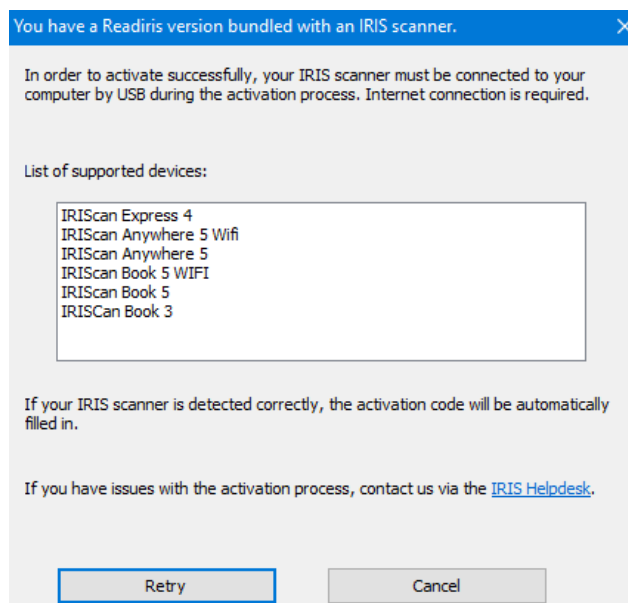 You have a Readiris version bundled with an IRIS scanner.
In order to activate successfully, your IRIS scanner must be connected to your
computer by USB during the activation process. Internet connection is required.
List of supported devices:
IRIScan Express 4
IRIScan Anywhere 5 Wifi
IRIScan Anywhere 5
IRIScan Book 5 WIFI
IRIScan Book 5
IRISCan Book 3
If your IRIS scanner is detected correctly, the activation code will be automatically
filled in.
If you have issues with the activation process, contact us via the IRIS Helpdesk.
Retry Cancel